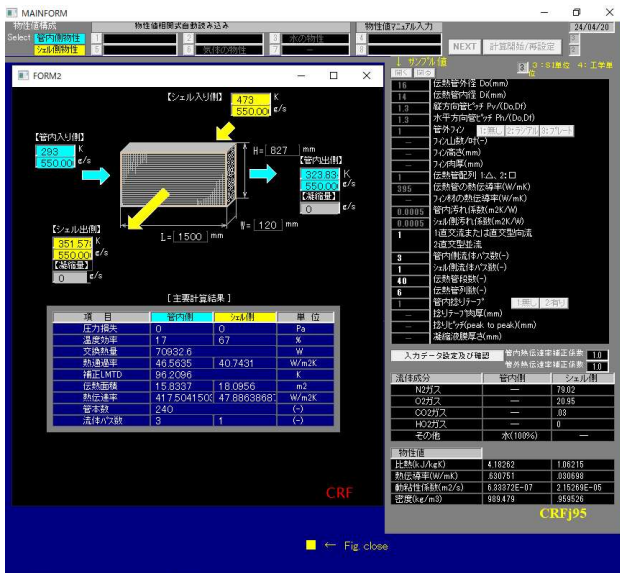 MAINFORM
物性値構成
物性値相関式自動読み込み
物性値マニュアル入力
24/04/20
Select 管内側物性 1 2 3 水の物性 4
シェル側物性 5 6 気体の物性 7 － 8
NEXT 計算開始/再設定
FORM2
【シェル入り側】
473 K
550.00 g/s
【管内入り側】
293 K
550.00 g/s
H= 827 mm
【管内出側】
323.83 K
550.00 g/s
【凝縮量】
0 g/s
W= 120 mm
L= 1500 mm
【シェル出側】
351.57 K
550.00 g/s
【凝縮量】
0 g/s
[主要計算結果]
項 目 管内側 シェル側 単 位
圧力損失 0 0 Pa
温度効率 17 67 %
交換熱量 70932.6 W
熱通過率 46.5635 40.7431 W/m2K
補正LMTD 96.2096 K
伝熱面積 15.8337 18.0956 m2
熱伝達率 417.5041503 47.88638687 W/m2K
管本数 240 (-)
流体パス数 3 1 (-)
CRF
↓ サンプル値
開く 閉じる
3 3：SI単位 4：工学単位
16 伝熱管外径 Do(mm)
14 伝熱管内径 Di(mm)
1.3 縦方向管ピッチ Pv/(Do,Df)
1.3 水平方向管ピッチ Ph/(Do,Df)
1 管外フィン 1:無し 2:ラジアル 3:プレート
— フィン山数/吋(-)
— フィン高さ(mm)
— フィン肉厚(mm)
1 伝熱管配列 1:△、2:□
395 伝熱管の熱伝導率(W/mK)
— フィン材の熱伝導率(W/mK)
0.0005 管内汚れ係数(m2K/W)
0.0005 シェル側汚れ係数(m2K/W)
1 1直交流または直交型向流
2直交型並流
3 管内側流体パス数(-)
1 シェル側流体パス数(-)
40 伝熱管段数(-)
6 伝熱管列数(-)
1 管内捻りテープ 1:無し 2:有り
— 捻りテープ肉厚(mm)
— 捻りピッチ(peak to peak)(mm)
— 凝縮液膜厚さ(mm)
入力データ設定及び確認
管内熱伝達率補正係数 1.0
管外熱伝達率補正係数 1.0
流体成分 管内側 シェル側
N2ガス — 79.02
O2ガス — 20.95
CO2ガス — .03
HO2ガス — 0
その他 水(100%) —
物性値
比熱(kJ/kgK) 4.18262 1.06215
熱伝導率(W/mK) .630751 .030698
動粘性係数(m2/s) 6.33372E-07 2.15269E-05
密度(kg/m3) 989.479 .959526
CRFj95
← Fig. close